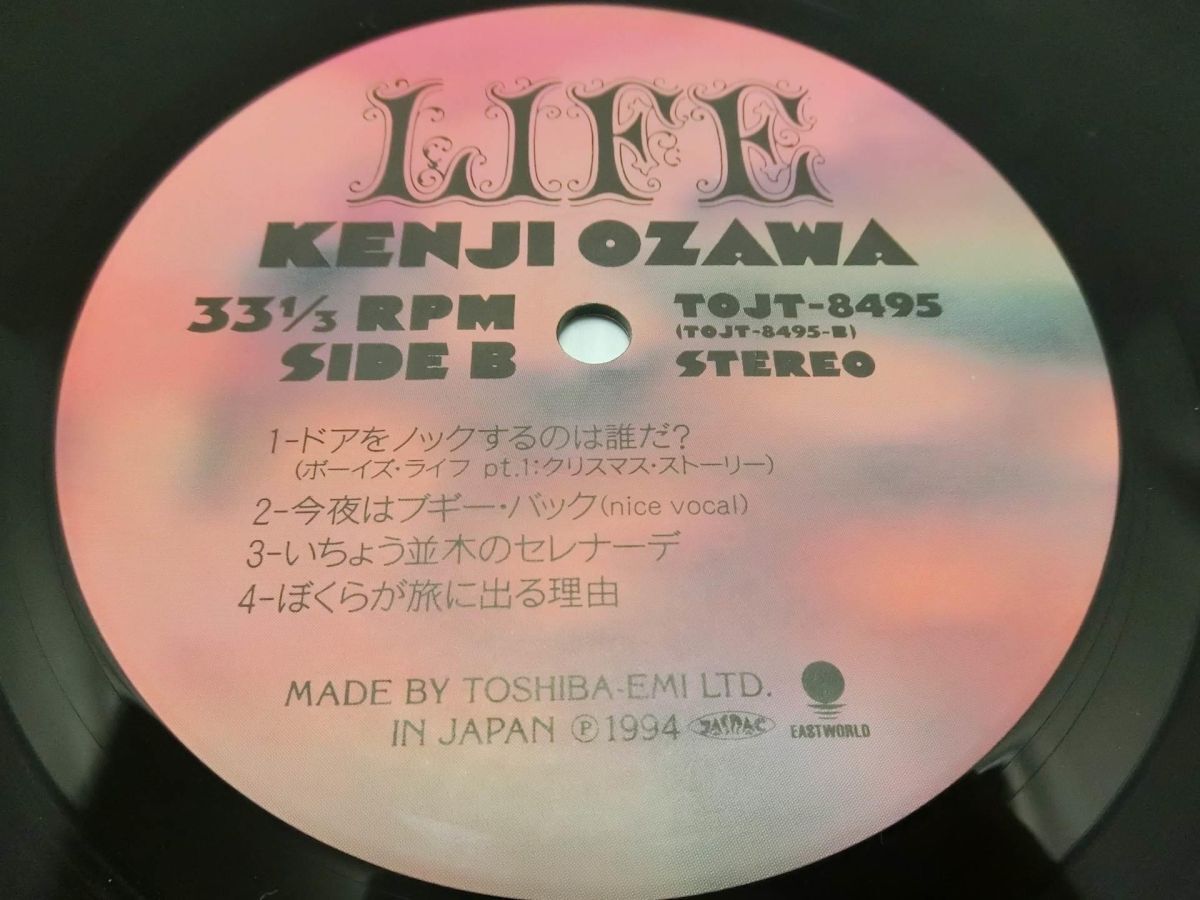 LIFE
KENJI OZAWA
33⅓ RPM
SIDE B
TOJT-8495
(TOJT-8495-B)
STEREO
1-ドアをノックするのは誰だ?
(ボーイズ・ライフ pt.1:クリスマス・ストーリー)
2-今夜はブギー・バック(nice vocal)
3-いちょう並木のセレナーデ
4-ぼくらが旅に出る理由
MADE BY TOSHIBA-EMI LTD.
IN JAPAN ℗1994 JASRAC
EASTWORLD